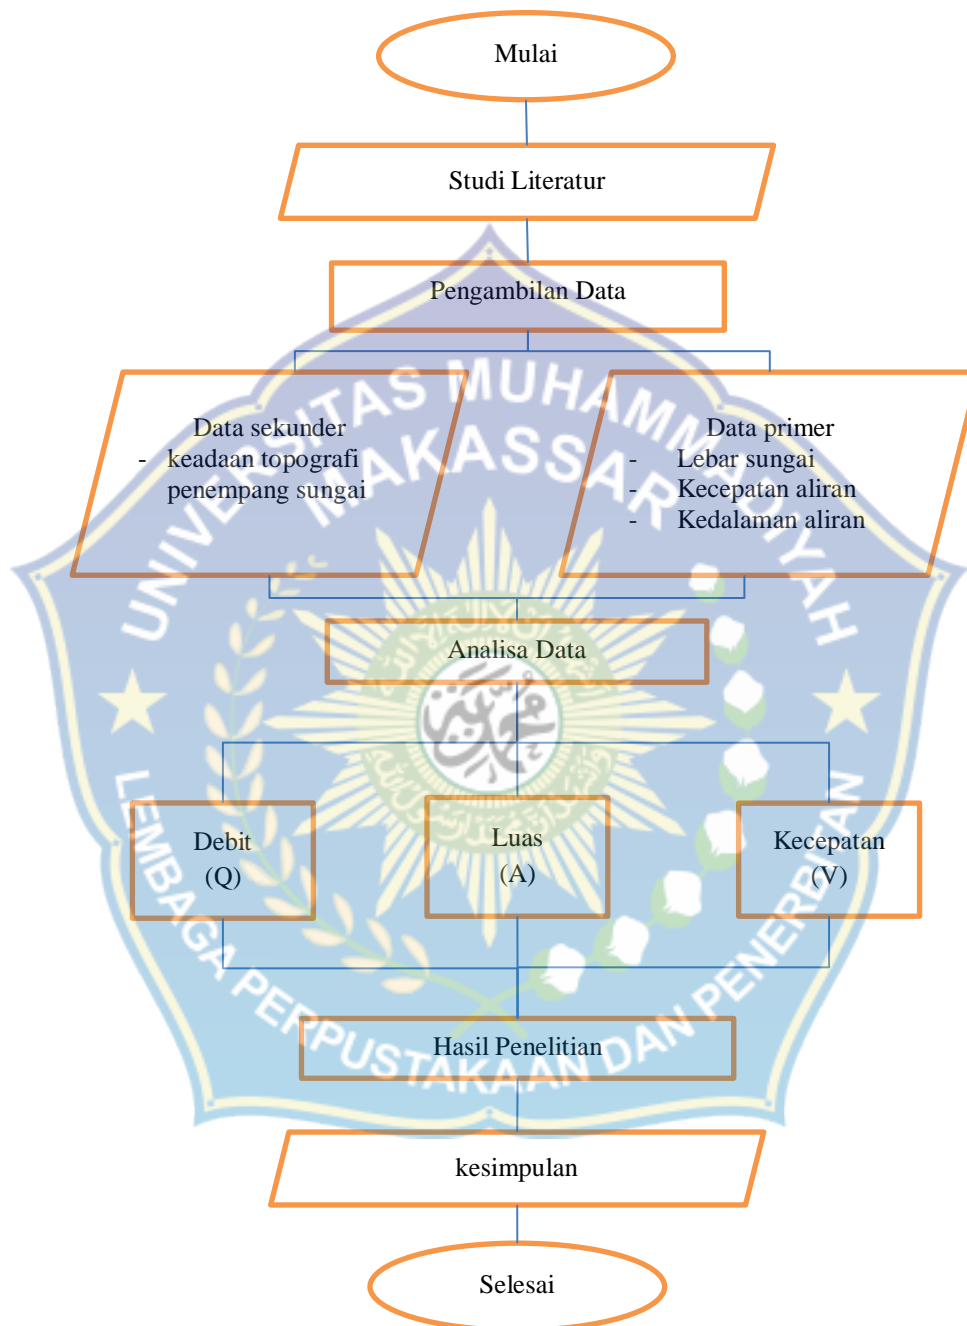 Mulai
Studi Literatur
Pengambilan Data
Data sekunder
- keadaan topografi
penempang sungai
Data primer
- Lebar sungai
- Kecepatan aliran
- Kedalaman aliran
Analisa Data
Debit
(Q)
Luas
(A)
Kecepatan
(V)
Hasil Penelitian
kesimpulan
Selesai
UNIVERSITAS MUHAMMADIYAH
MAKASSAR
LEMBAGA PERPUSTAKAAN DAN PENERBITAN